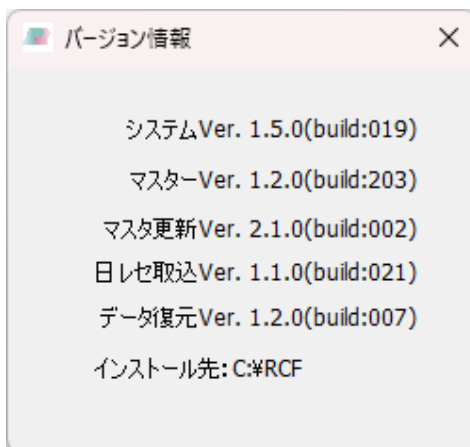 バージョン情報
システムVer. 1.5.0(build:019)
マスターVer. 1.2.0(build:203)
マスタ更新Ver. 2.1.0(build:002)
日レセ取込Ver. 1.1.0(build:021)
データ復元Ver. 1.2.0(build:007)
インストール先: C:¥RCF